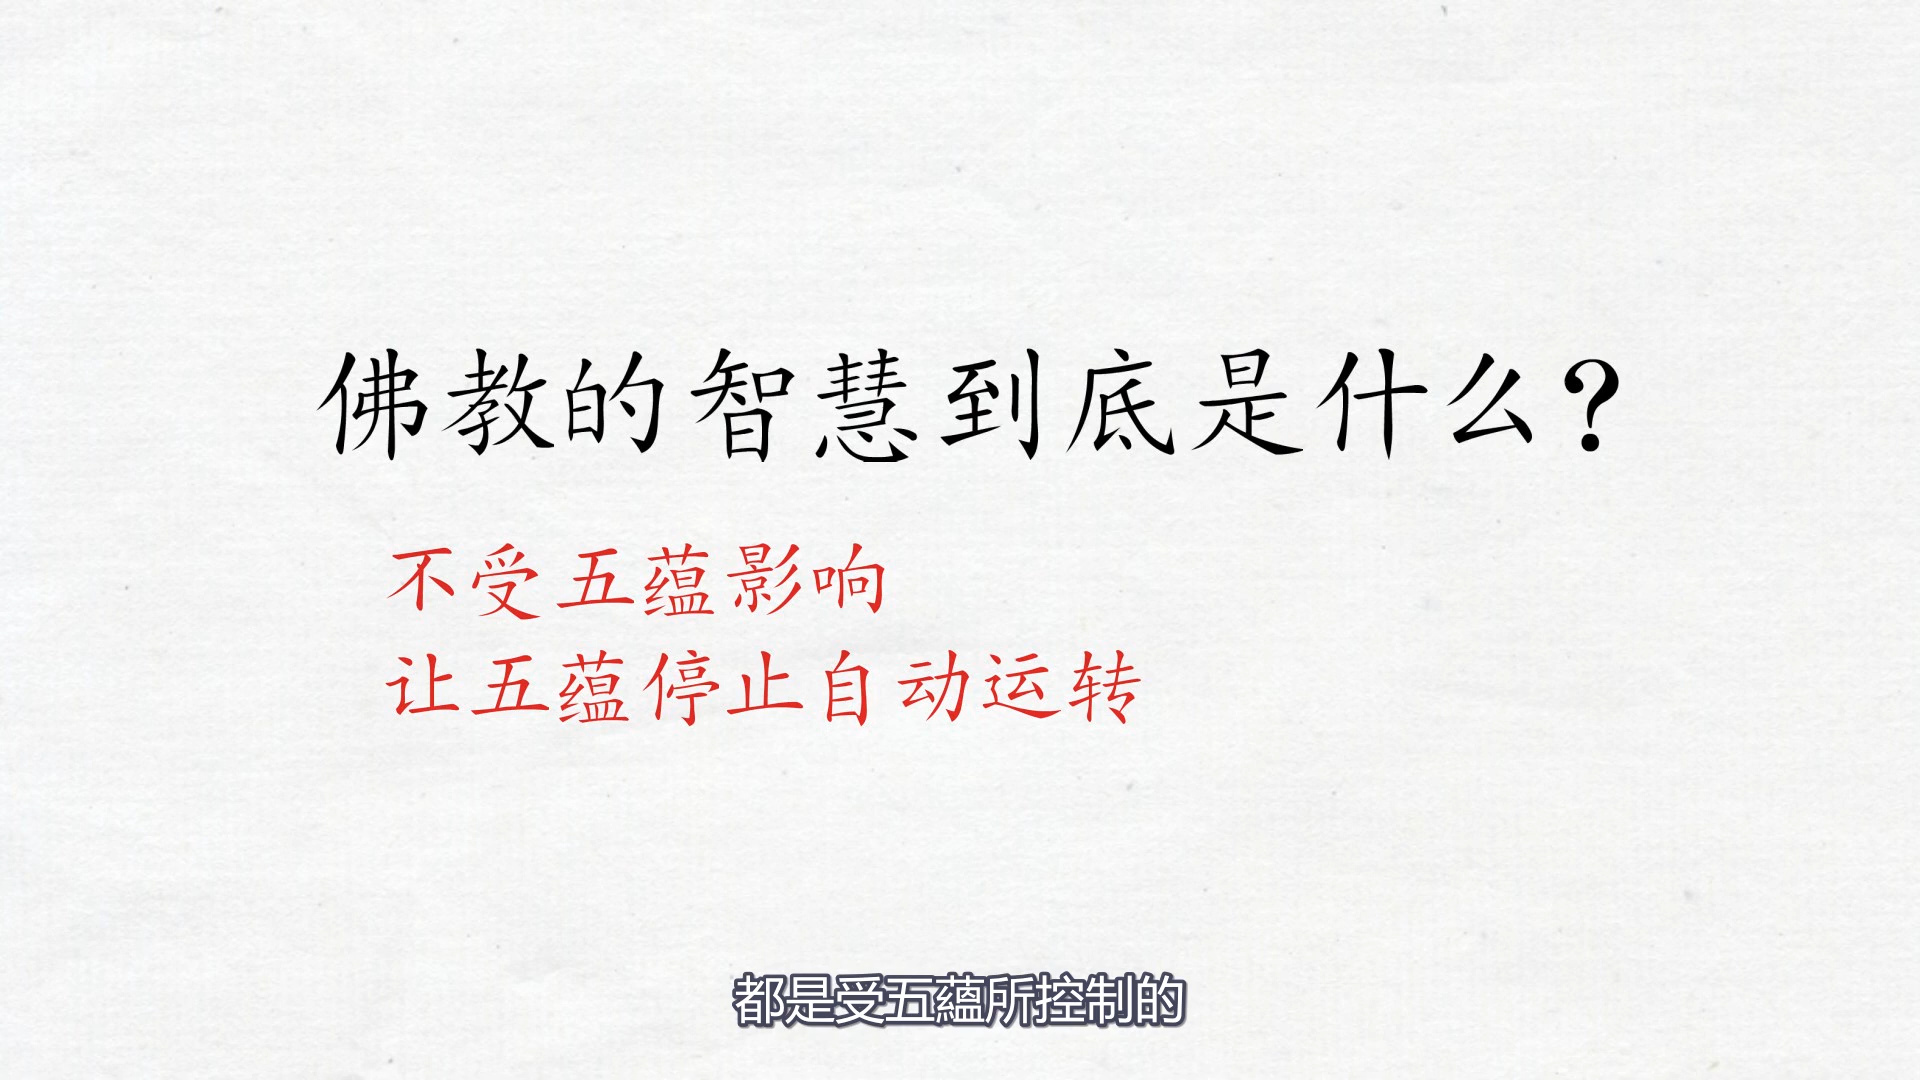 佛教的智慧到底是什么?
不受五蕴影响
让五蕴停止自动运转
都是受五蘊所控制的